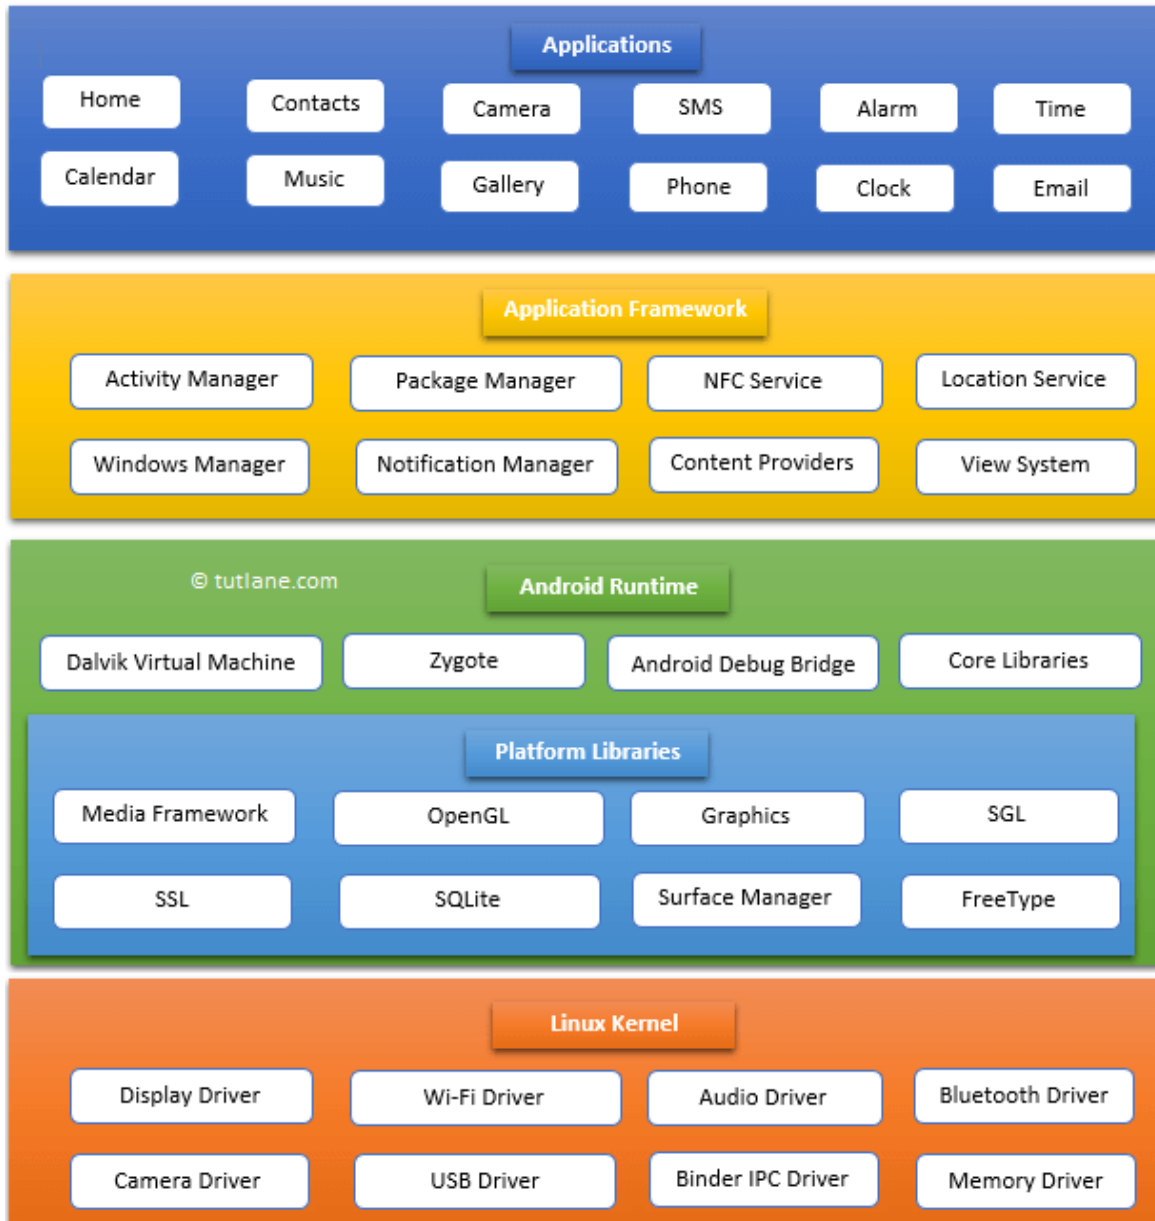 Applications
Home Contacts Camera SMS Alarm Time
Calendar Music Gallery Phone Clock Email
Application Framework
Activity Manager Package Manager NFC Service Location Service
Windows Manager Notification Manager Content Providers View System
© tutlane.com
Android Runtime
Dalvik Virtual Machine Zygote Android Debug Bridge Core Libraries
Platform Libraries
Media Framework OpenGL Graphics SGL
SSL SQLite Surface Manager FreeType
Linux Kernel
Display Driver Wi-Fi Driver Audio Driver Bluetooth Driver
Camera Driver USB Driver Binder IPC Driver Memory Driver